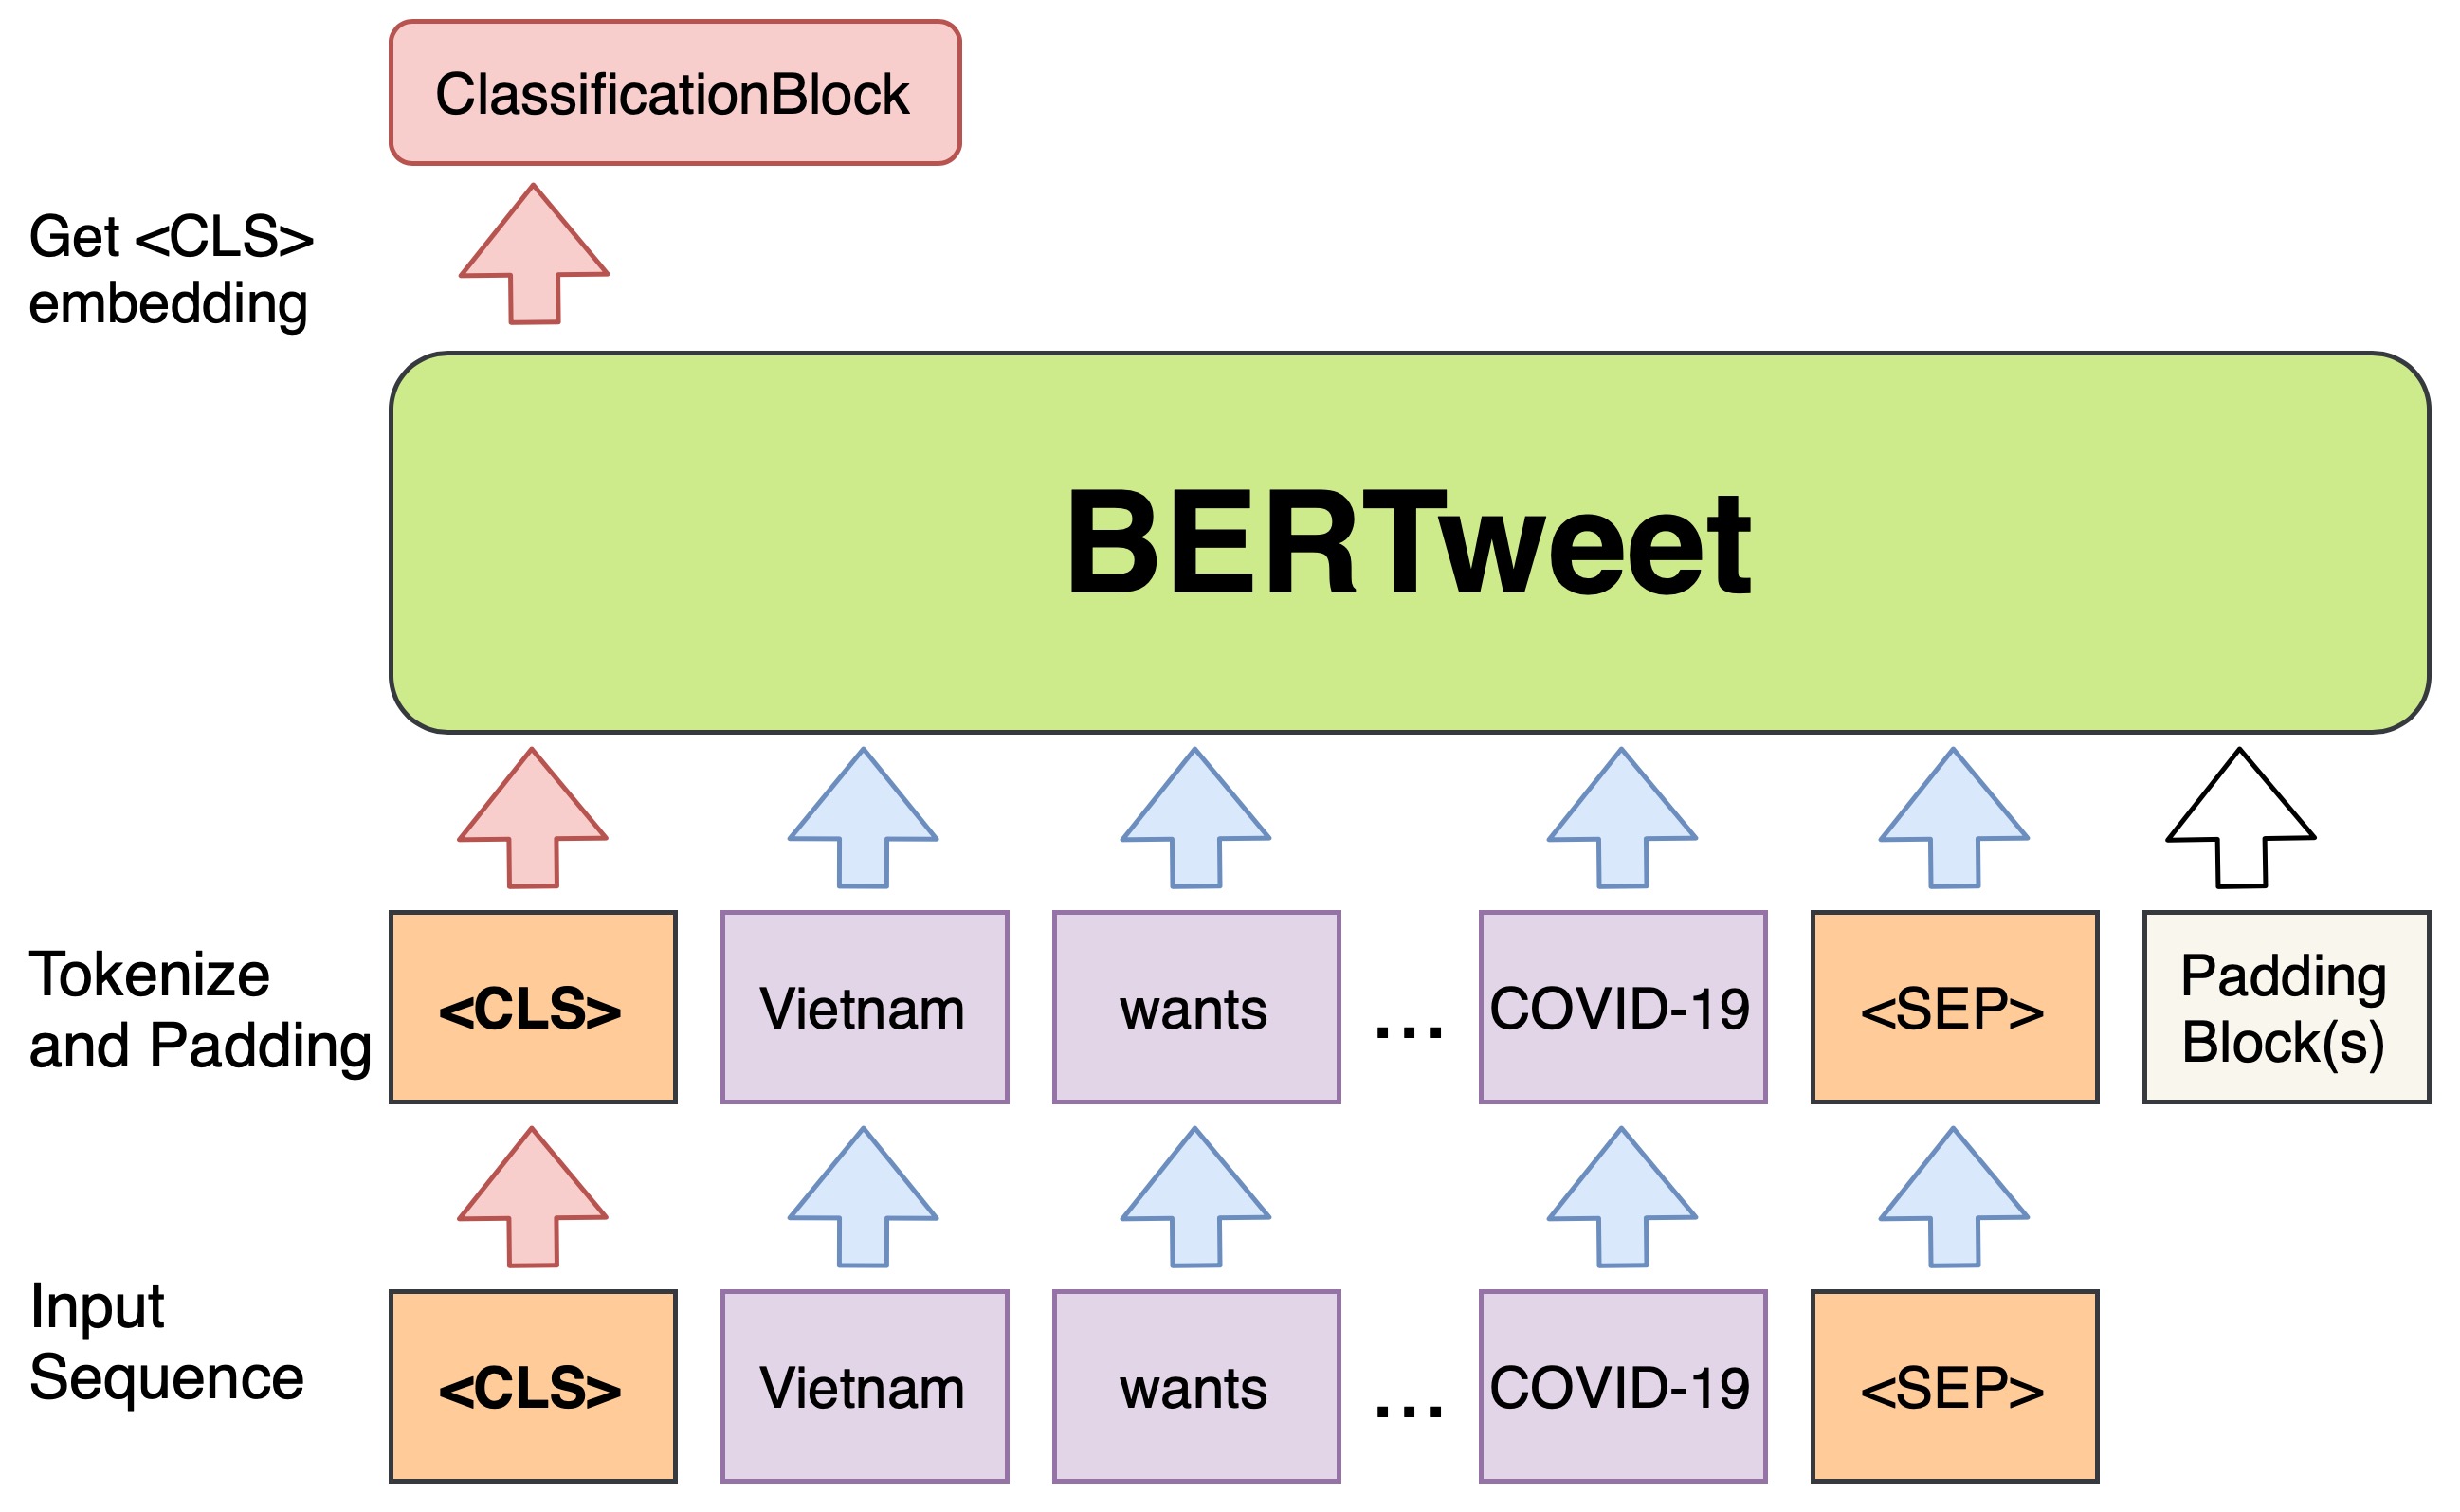 ClassificationBlock
Get <CLS>
embedding
BERTweet
Tokenize
and Padding
<CLS>
Vietnam
wants
...
COVID-19
<SEP>
Padding
Block(s)
Input
Sequence
<CLS>
Vietnam
wants
...
COVID-19
<SEP>